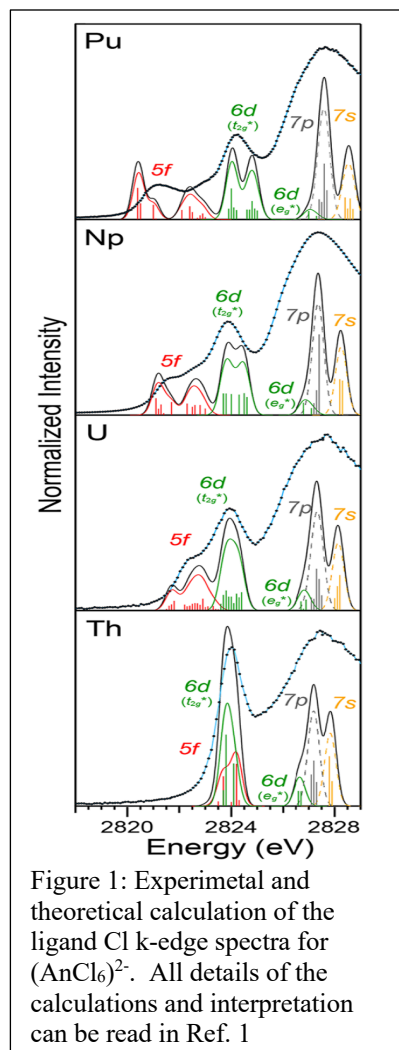 Pu
6d
(t2g*)
7p
7s
5f
6d
(eg*)
Np
6d
(t2g*)
7p
7s
5f
6d
(eg*)
U
6d
(t2g*)
7p
7s
5f
6d
(eg*)
Th
6d
(t2g*)
7p
7s
5f
6d
(eg*)
Normalized Intensity
2820 2824 2828
Energy (eV)
Figure 1: Experimetal and
theoretical calculation of the
ligand Cl k-edge spectra for
(AnCl6)2-.  All details of the
calculations and interpretation
can be read in Ref. 1